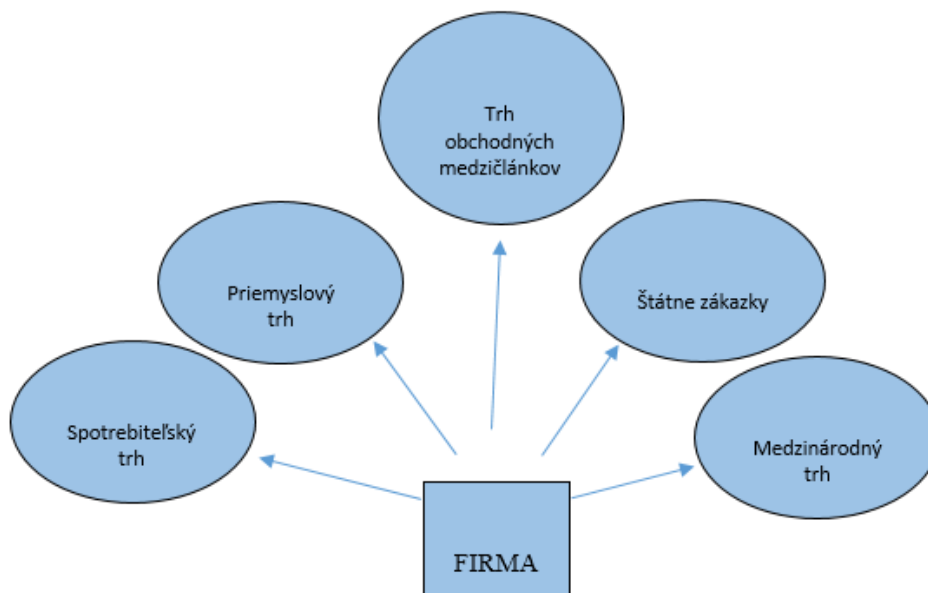 Trh
obchodných
medzičlánkov
Priemyslový
trh
Štátne zákazky
Spotrebiteľský
trh
Medzinárodný
trh
FIRMA